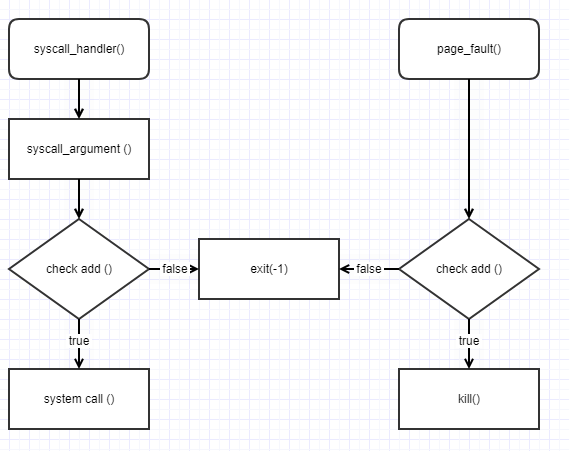 syscall_handler()
page_fault()
syscall_argument ()
check add ()
false
exit(-1)
false
check add ()
true
true
system call ()
kill()